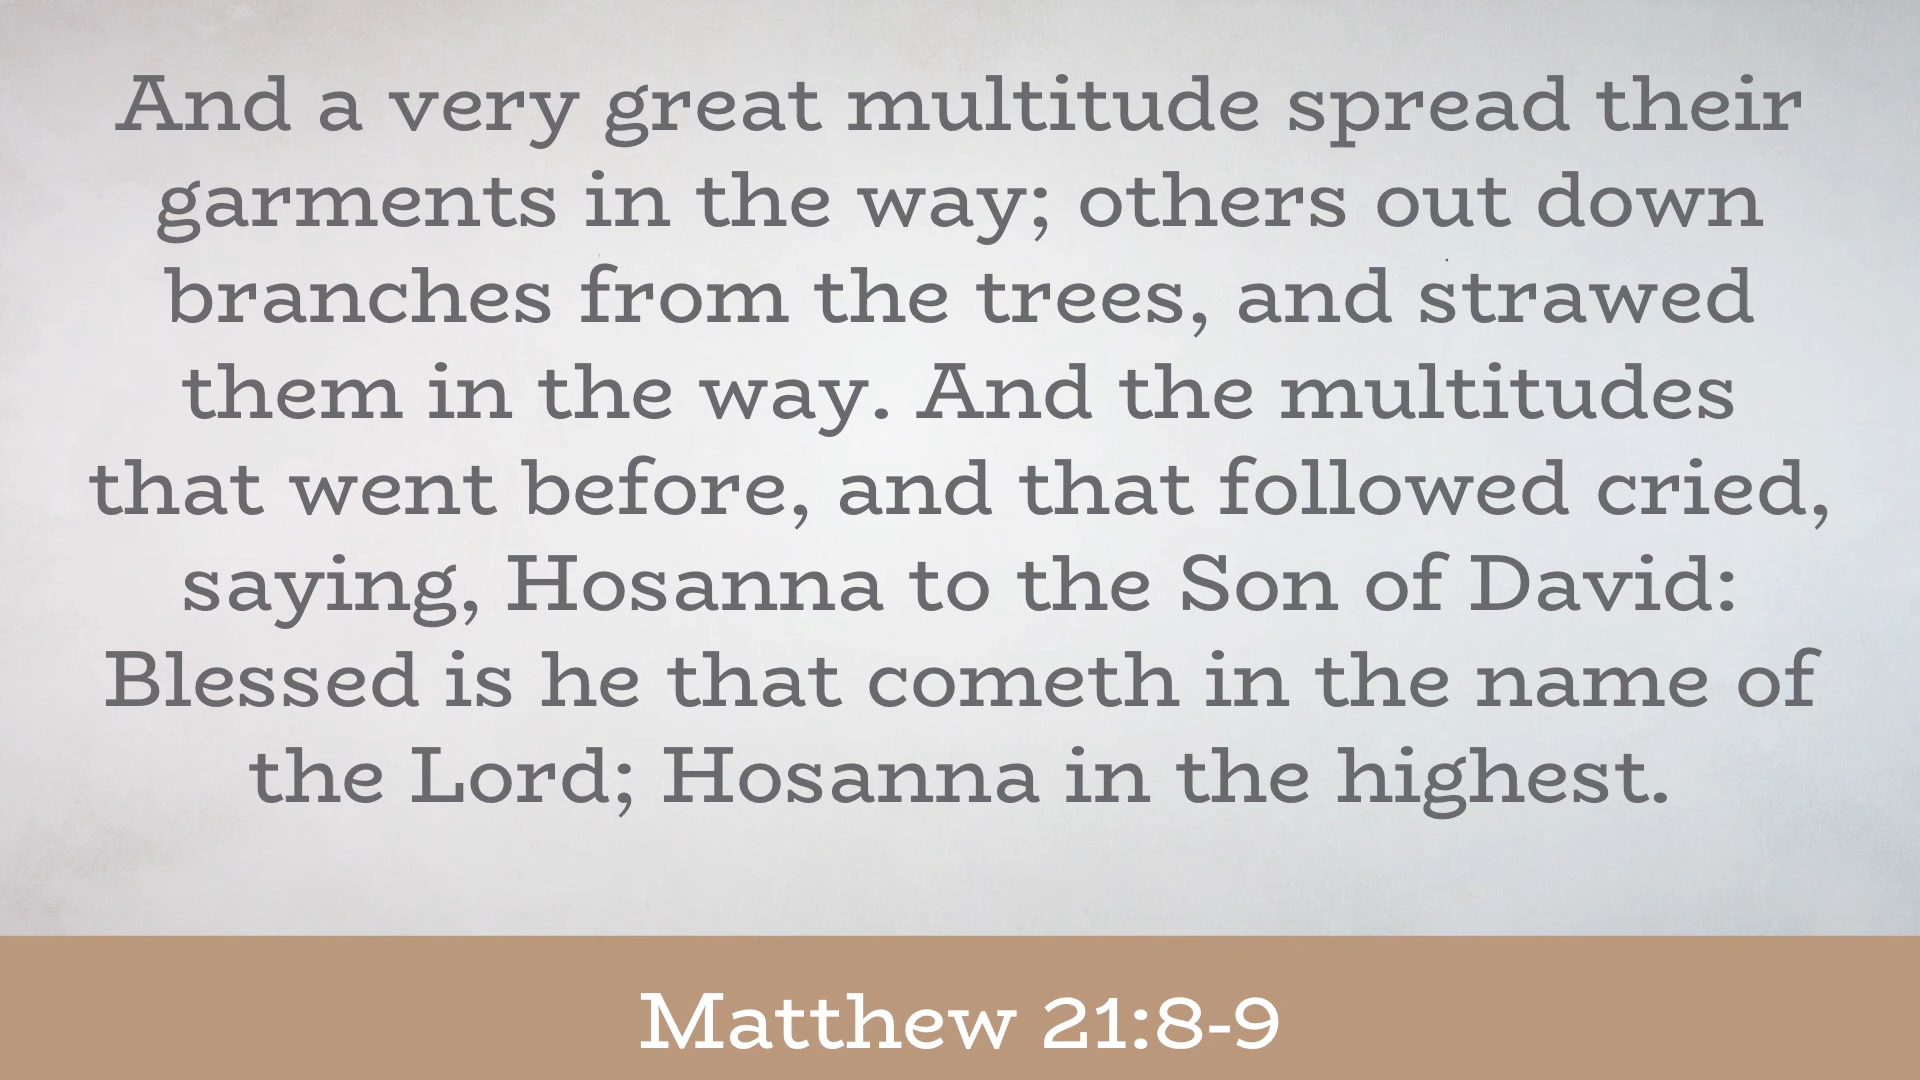 And a very great multitude spread their
garments in the way; others out down
branches from the trees, and strawed
them in the way. And the multitudes
that went before, and that followed cried,
saying, Hosanna to the Son of David:
Blessed is he that cometh in the name of
the Lord; Hosanna in the highest.
Matthew 21:8-9